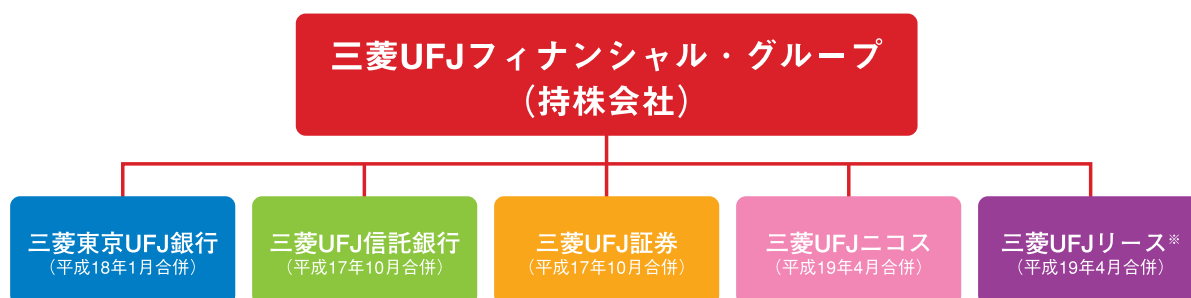 三菱UFJフィナンシャル・グループ
（持株会社）
三菱東京UFJ銀行
（平成18年1月合併）
三菱UFJ信託銀行
（平成17年10月合併）
三菱UFJ証券
（平成17年10月合併）
三菱UFJニコス
（平成19年4月合併）
三菱UFJリース※
（平成19年4月合併）